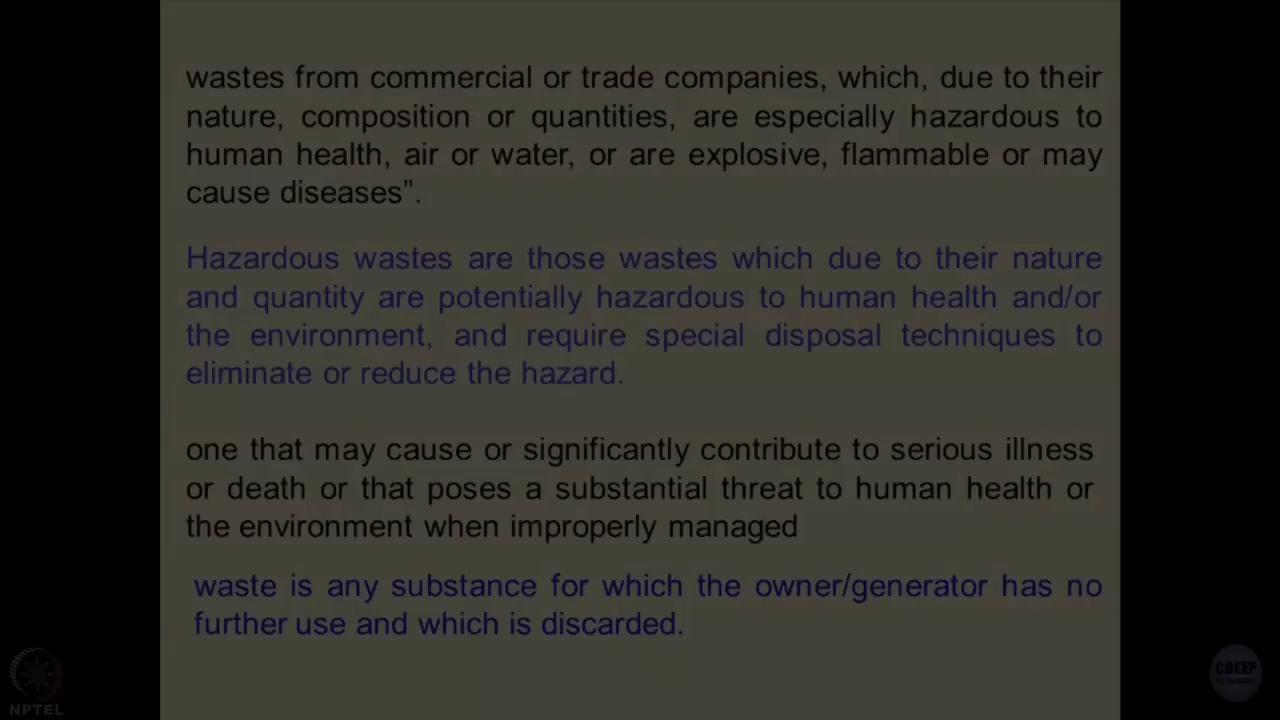 wastes from commercial or trade companies, which, due to their
nature, composition or quantities, are especially hazardous to
human health, air or water, or are explosive, flammable or may
cause diseases”.
Hazardous wastes are those wastes which due to their nature
and quantity are potentially hazardous to human health and/or
the environment, and require special disposal techniques to
eliminate or reduce the hazard.
one that may cause or significantly contribute to serious illness
or death or that poses a substantial threat to human health or
the environment when improperly managed
waste is any substance for which the owner/generator has no
further use and which is discarded.
NPTEL
CDEEP